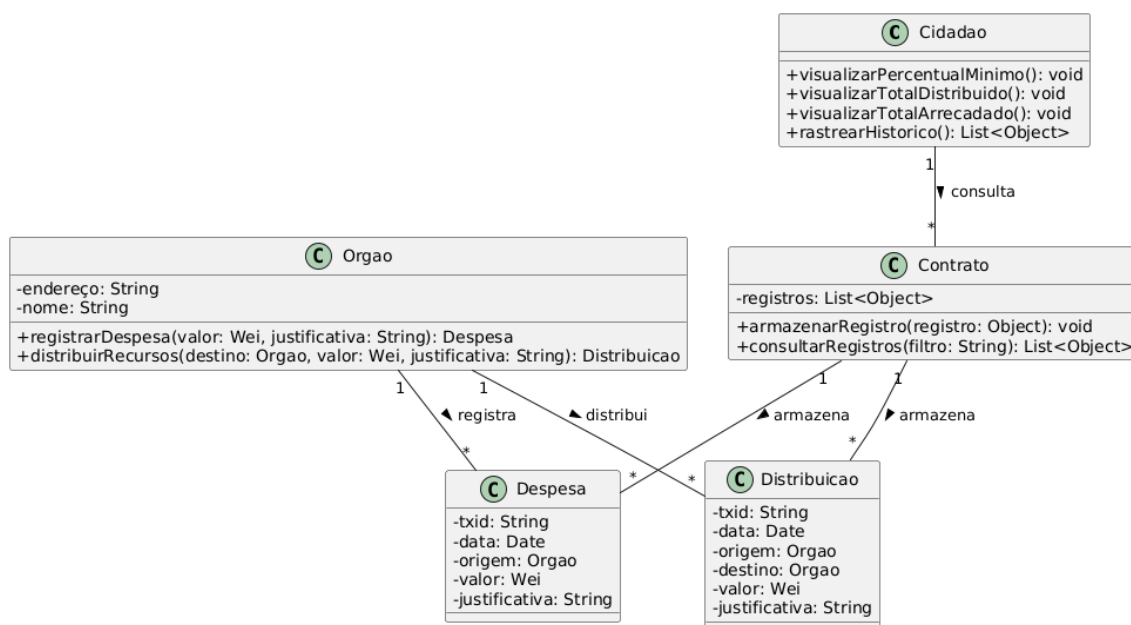 C Cidadao
+visualizarPercentualMinimo(): void
+visualizarTotalDistribuido(): void
+visualizarTotalArrecadado(): void
+rastrearHistorico(): List<Object>
1
consulta
*
C Orgao
-endereço: String
-nome: String
+registrarDespesa(valor: Wei, justificativa: String): Despesa
+distribuirRecursos(destino: Orgao, valor: Wei, justificativa: String): Distribuicao
C Contrato
-registros: List<Object>
+armazenarRegistro(registro: Object): void
+consultarRegistros(filtro: String): List<Object>
1
registra
*
1
distribui
*
1
armazena
*
1
armazena
*
C Despesa
-txid: String
-data: Date
-origem: Orgao
-valor: Wei
-justificativa: String
C Distribuicao
-txid: String
-data: Date
-origem: Orgao
-destino: Orgao
-valor: Wei
-justificativa: String